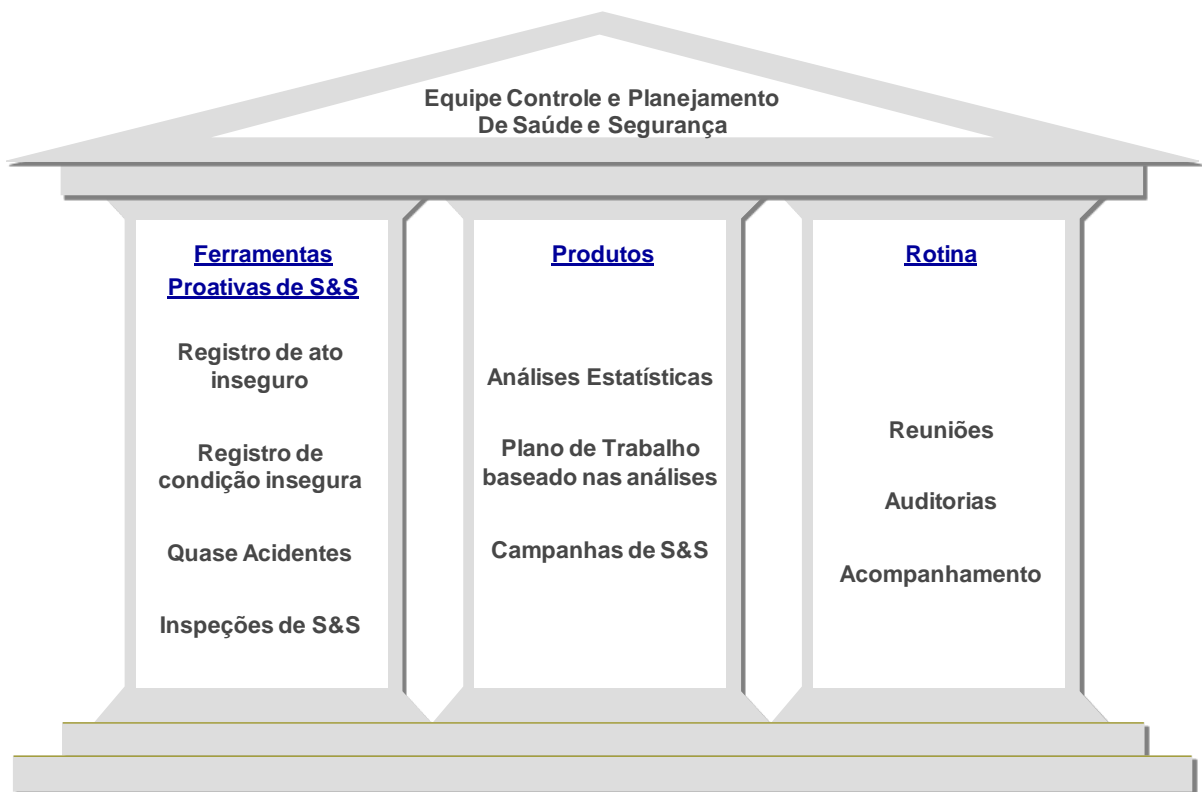 Equipe Controle e Planejamento
De Saúde e Segurança
Ferramentas
Proativas de S&S
Registro de ato
inseguro
Registro de
condição insegura
Quase Acidentes
Inspeções de S&S
Produtos
Análises Estatísticas
Plano de Trabalho
baseado nas análises
Campanhas de S&S
Rotina
Reuniões
Auditorias
Acompanhamento